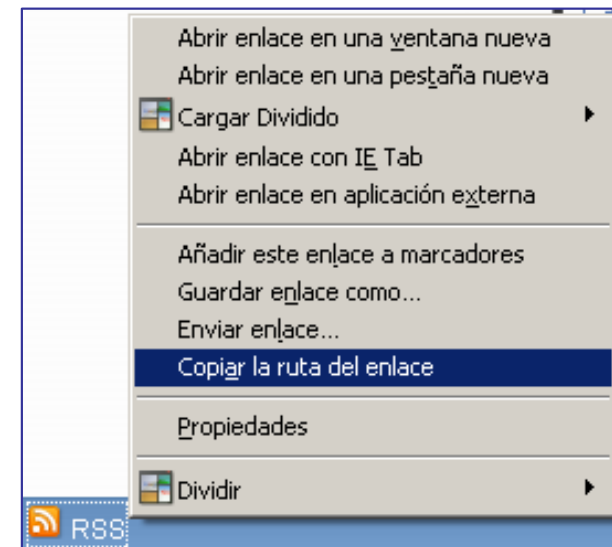 Abrir enlace en una ventana nueva
Abrir enlace en una pestaña nueva
Cargar Dividido
Abrir enlace con IE Tab
Abrir enlace en aplicación externa
Añadir este enlace a marcadores
Guardar enlace como...
Enviar enlace...
Copiar la ruta del enlace
Propiedades
Dividir
RSS